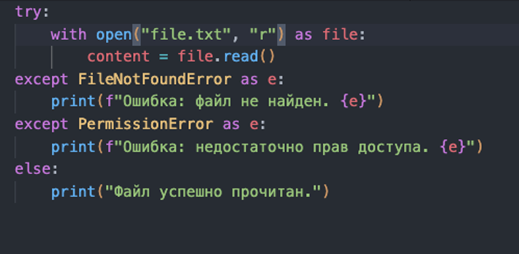 try:
    with open("file.txt", "r") as file:
        content = file.read()
except FileNotFoundError as e:
    print(f"Ошибка: файл не найден. {e}")
except PermissionError as e:
    print(f"Ошибка: недостаточно прав доступа. {e}")
else:
    print("Файл успешно прочитан.")